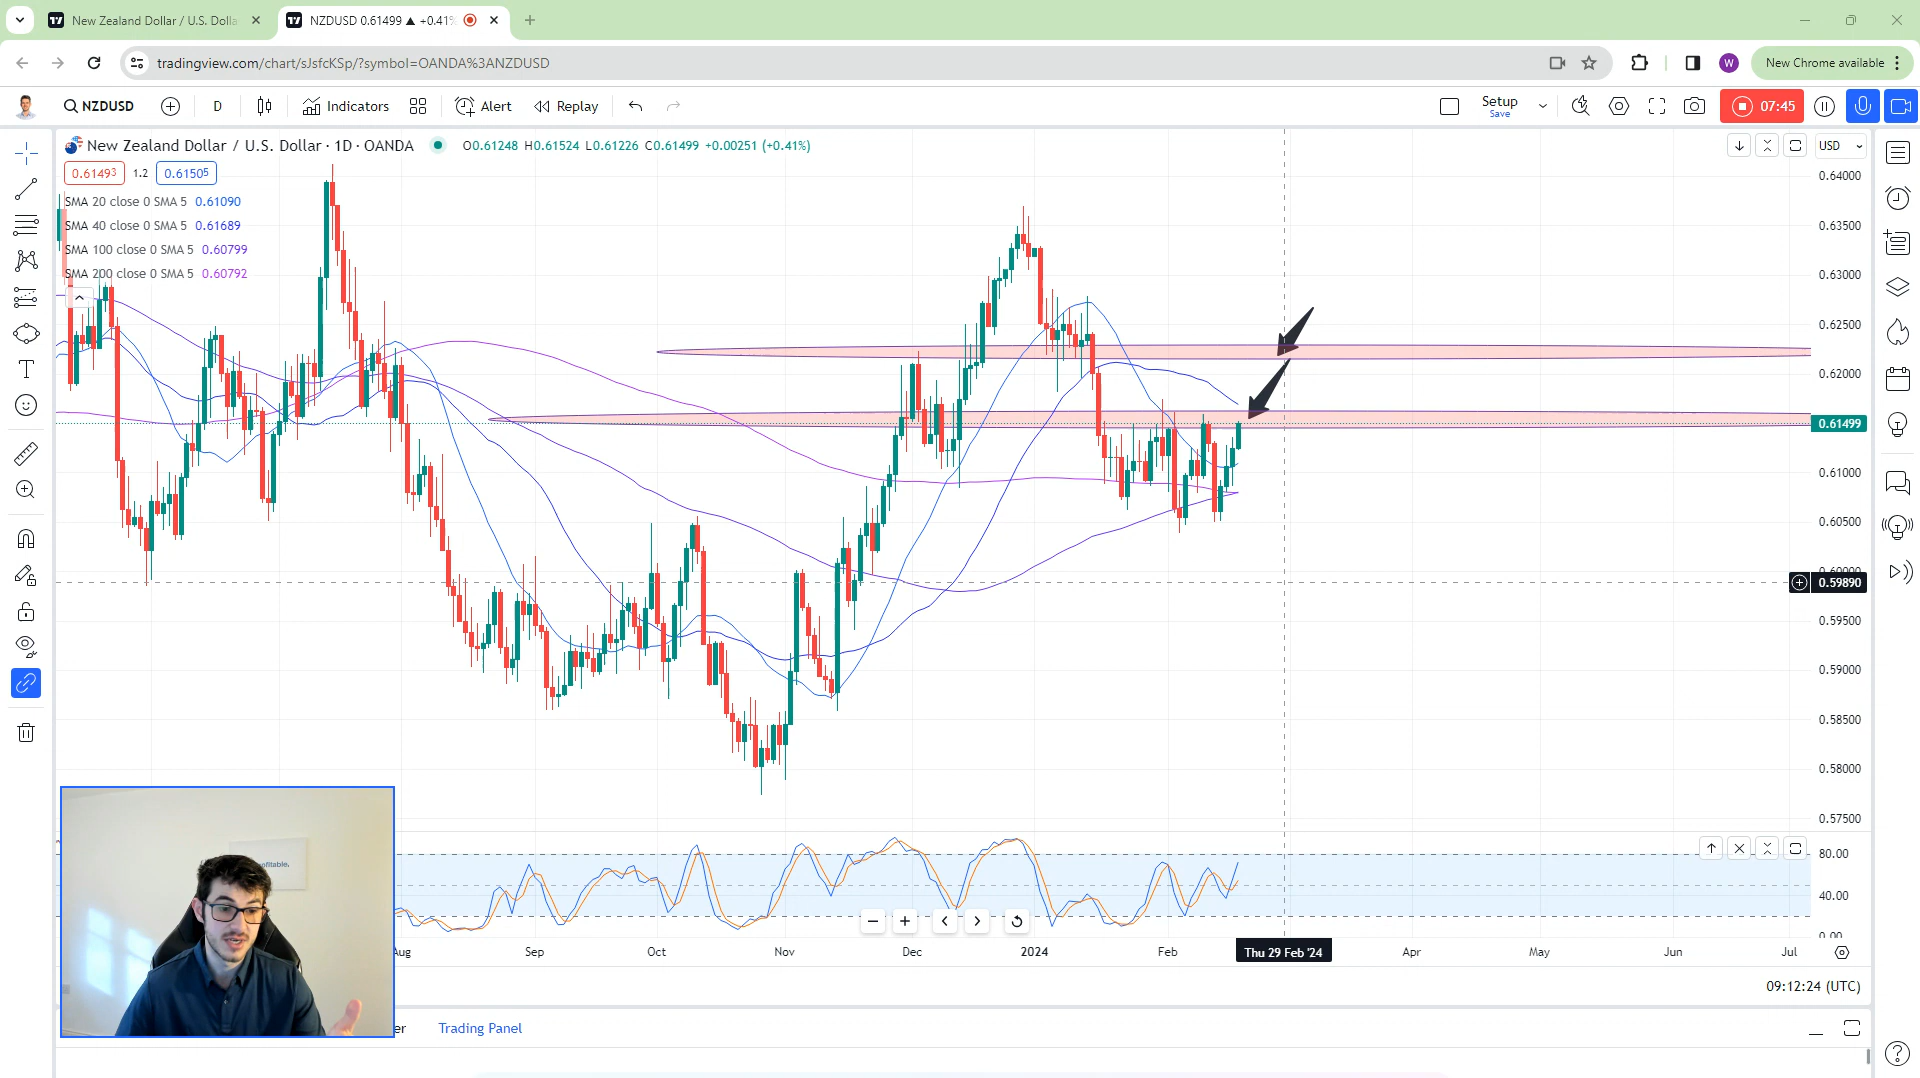 New Zealand Dollar / U.S. Dolla
NZDUSD 0.61499 ▲ +0.41%
tradingview.com/chart/sJsfcKSp/?symbol=OANDA%3ANZDUSD
W
New Chrome available
NZDUSD
D
Indicators
Alert
Replay
Setup
Save
07:45
New Zealand Dollar / U.S. Dollar · 1D · OANDA
O0.61248 H0.61524 L0.61226 C0.61499 +0.00251 (+0.41%)
USD
0.61493
1.2
0.61505
SMA 20 close 0 SMA 5 0.61090
SMA 40 close 0 SMA 5 0.61689
SMA 100 close 0 SMA 5 0.60799
SMA 200 close 0 SMA 5 0.60792
0.64000
0.63500
0.63000
0.62500
0.62000
0.61499
0.61000
0.60500
0.60000
0.59890
0.59500
0.59000
0.58500
0.58000
0.57500
80.00
40.00
0.00
Aug
Sep
Oct
Nov
Dec
2024
Feb
Thu 29 Feb '24
Apr
May
Jun
Jul
09:12:24 (UTC)
er
Trading Panel
ofitable.